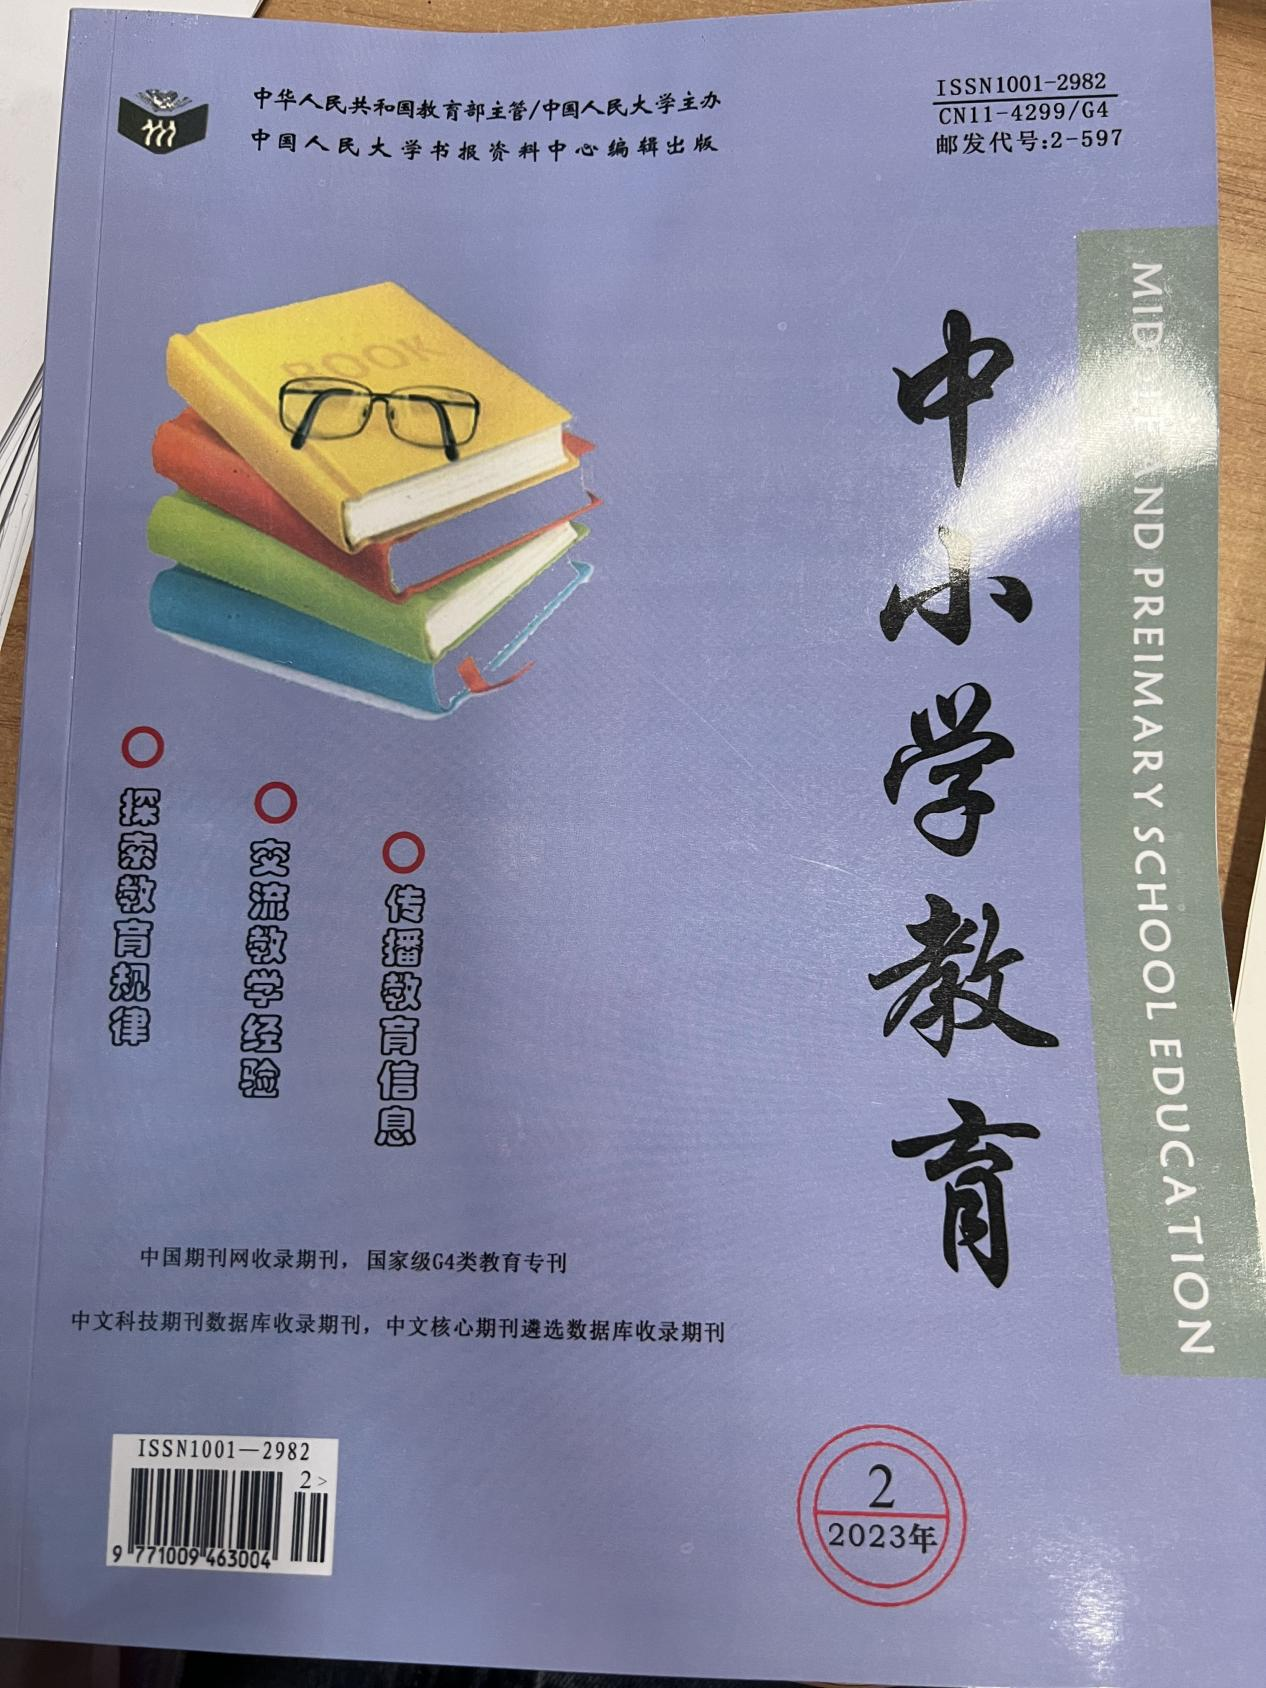 中华人民共和国教育部主管/中国人民大学主办
中国人民大学书报资料中心编辑出版
ISSN1001-2982
CN11-4299/G4
邮发代号:2-597
BOOK
中小学教育
MIDDLE AND PREIMARY SCHOOL EDUCATION
探索教育规律
交流教学经验
传播教育信息
中国期刊网收录期刊，国家级G4类教育专刊
中文科技期刊数据库收录期刊，中文核心期刊遴选数据库收录期刊
ISSN1001—2982
2>
9 771009 463004
2
2023年